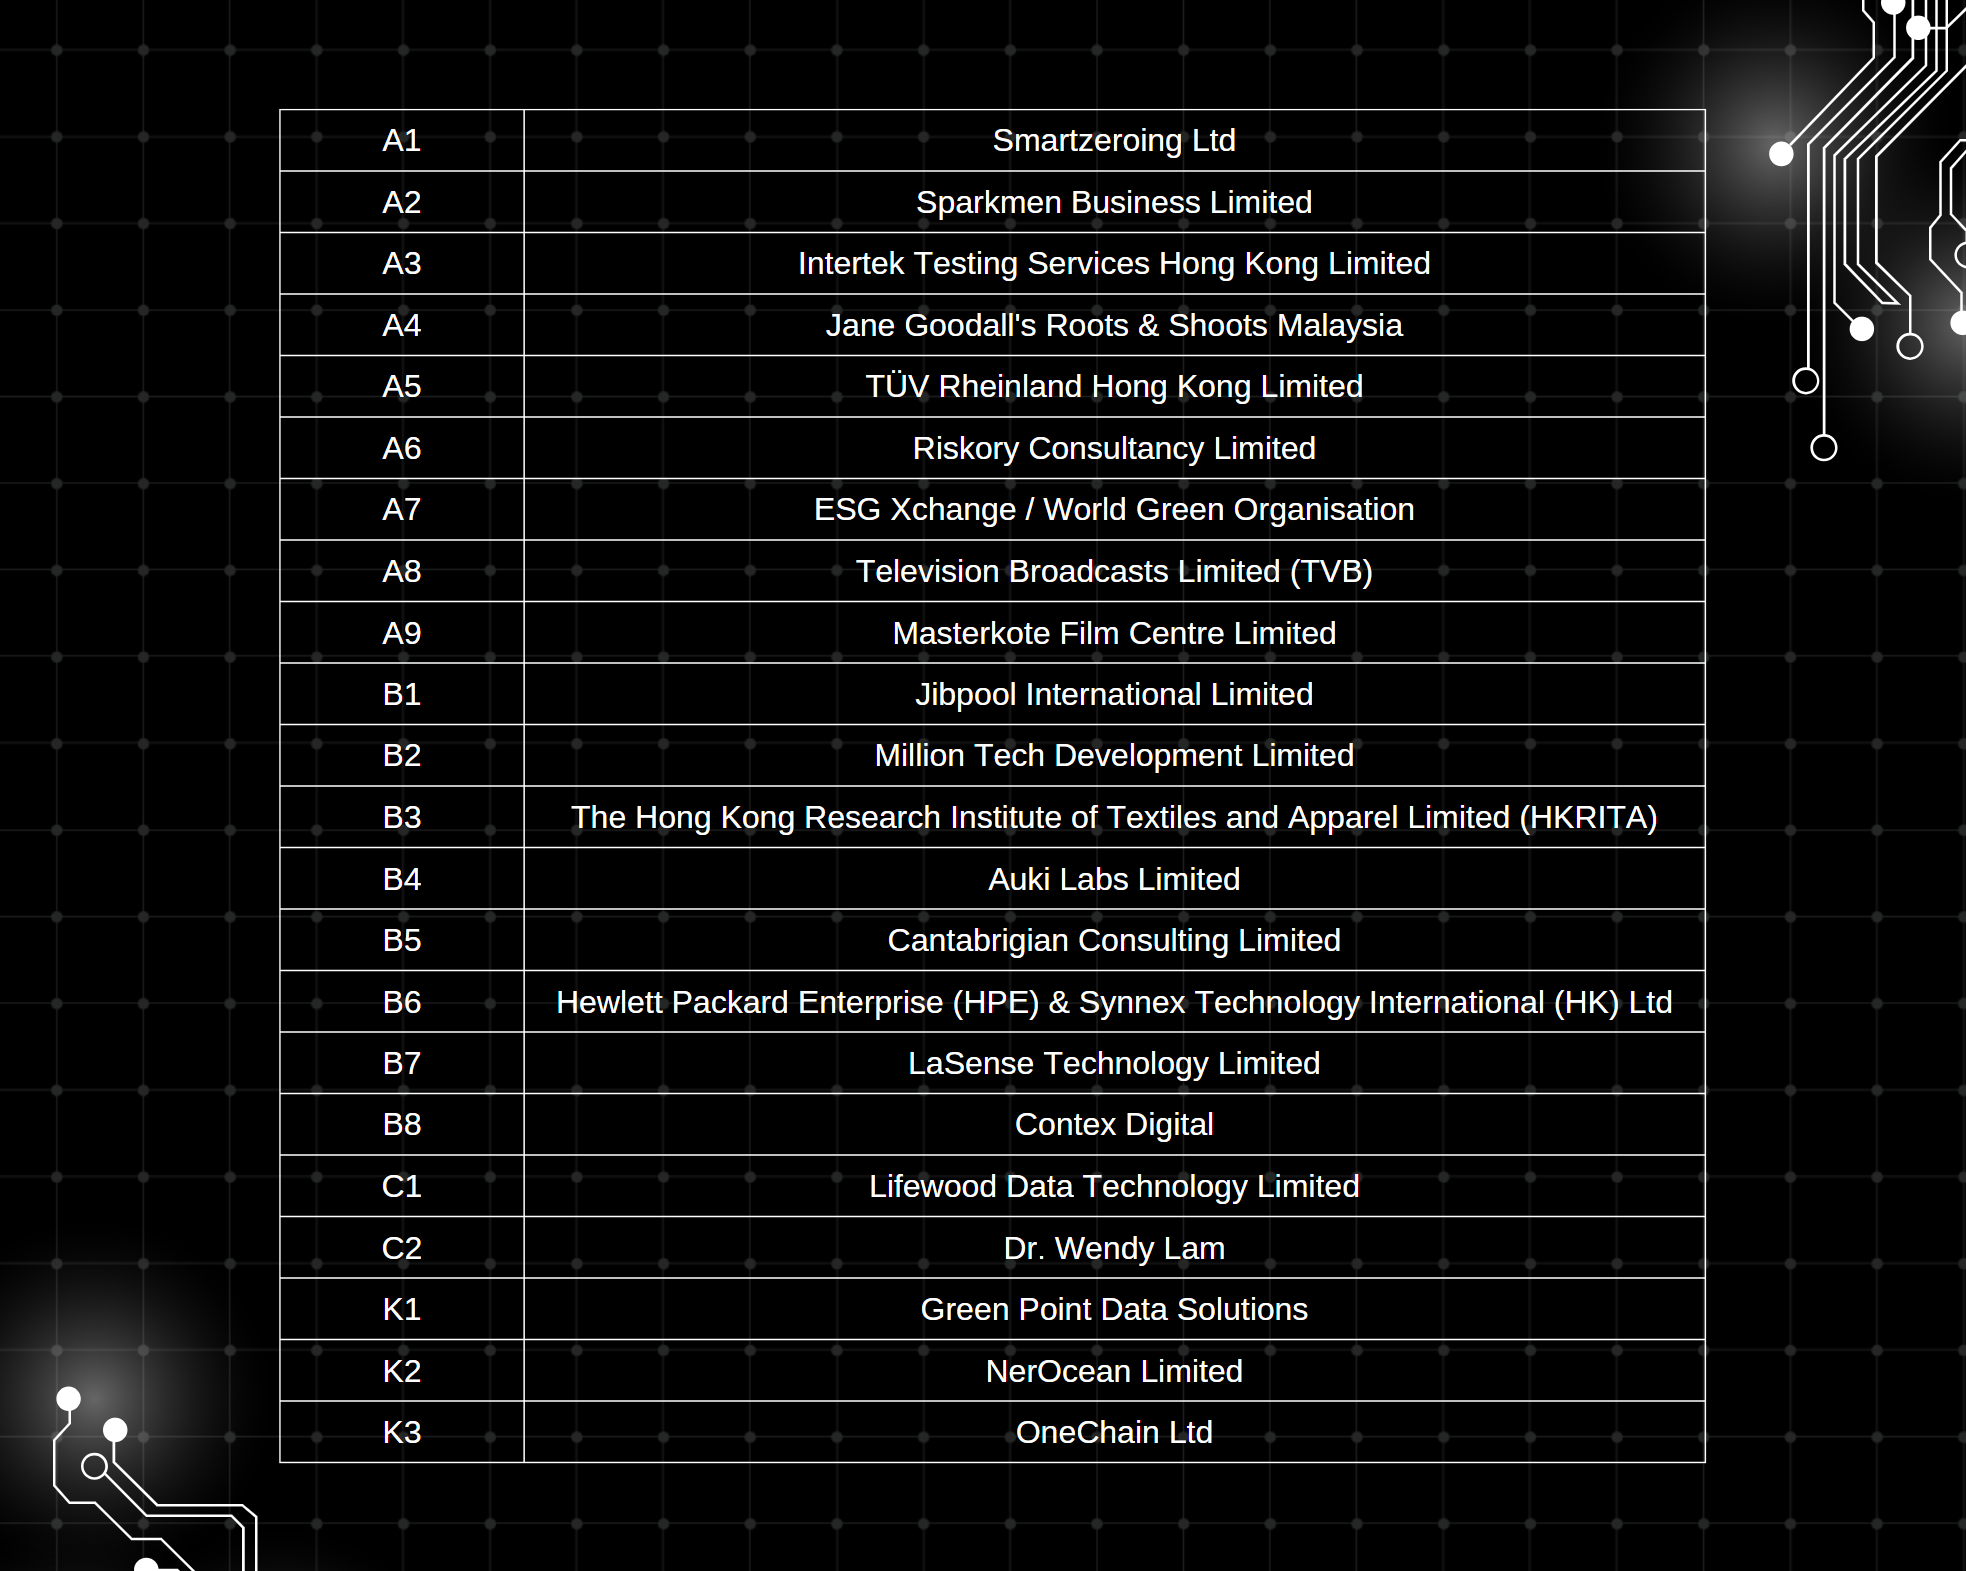 A1 Smartzeroing Ltd
A2 Sparkmen Business Limited
A3 Intertek Testing Services Hong Kong Limited
A4 Jane Goodall's Roots & Shoots Malaysia
A5 TÜV Rheinland Hong Kong Limited
A6 Riskory Consultancy Limited
A7 ESG Xchange / World Green Organisation
A8 Television Broadcasts Limited (TVB)
A9 Masterkote Film Centre Limited
B1 Jibpool International Limited
B2 Million Tech Development Limited
B3 The Hong Kong Research Institute of Textiles and Apparel Limited (HKRITA)
B4 Auki Labs Limited
B5 Cantabrigian Consulting Limited
B6 Hewlett Packard Enterprise (HPE) & Synnex Technology International (HK) Ltd
B7 LaSense Technology Limited
B8 Contex Digital
C1 Lifewood Data Technology Limited
C2 Dr. Wendy Lam
K1 Green Point Data Solutions
K2 NerOcean Limited
K3 OneChain Ltd